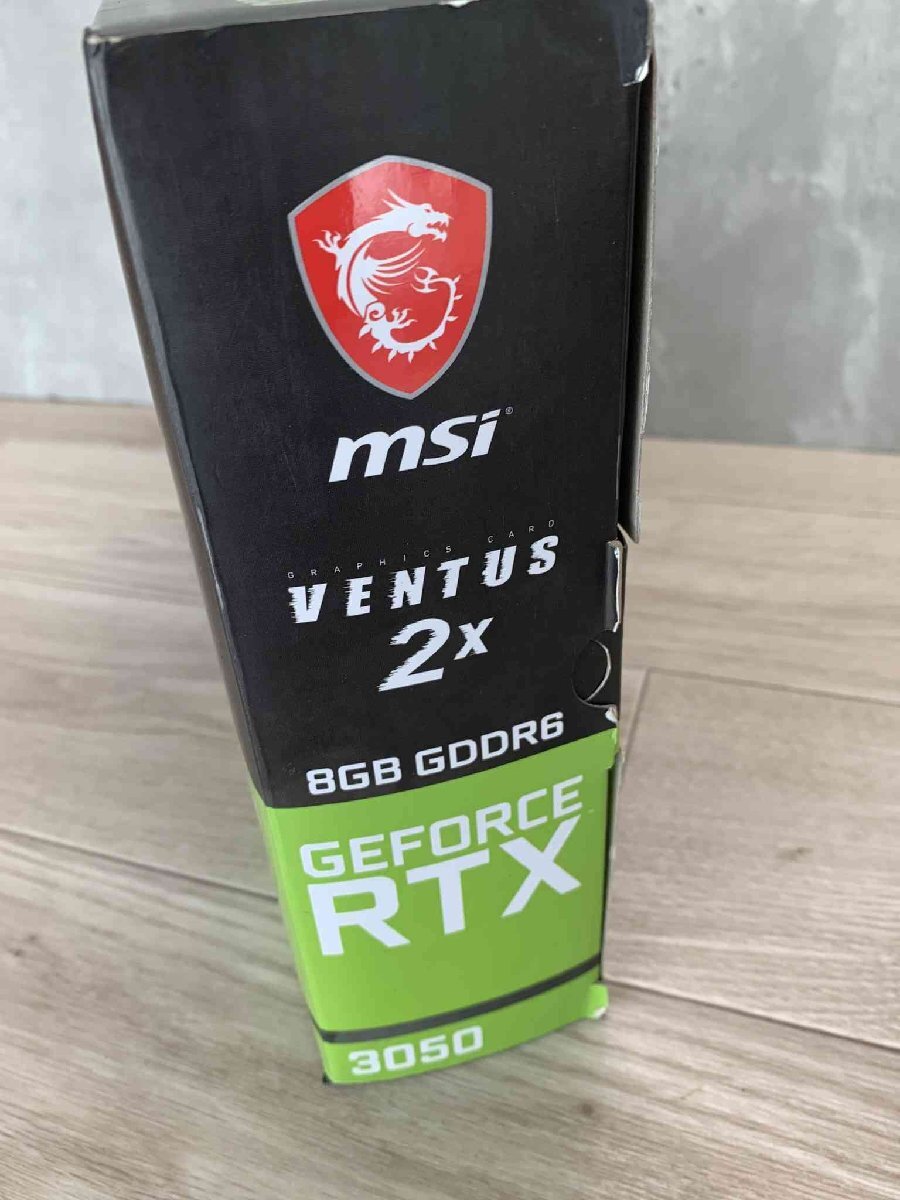 msi®
GRAPHICS CARD
VENTUS
2X
8GB GDDR6
GEFORCE
RTX
3050